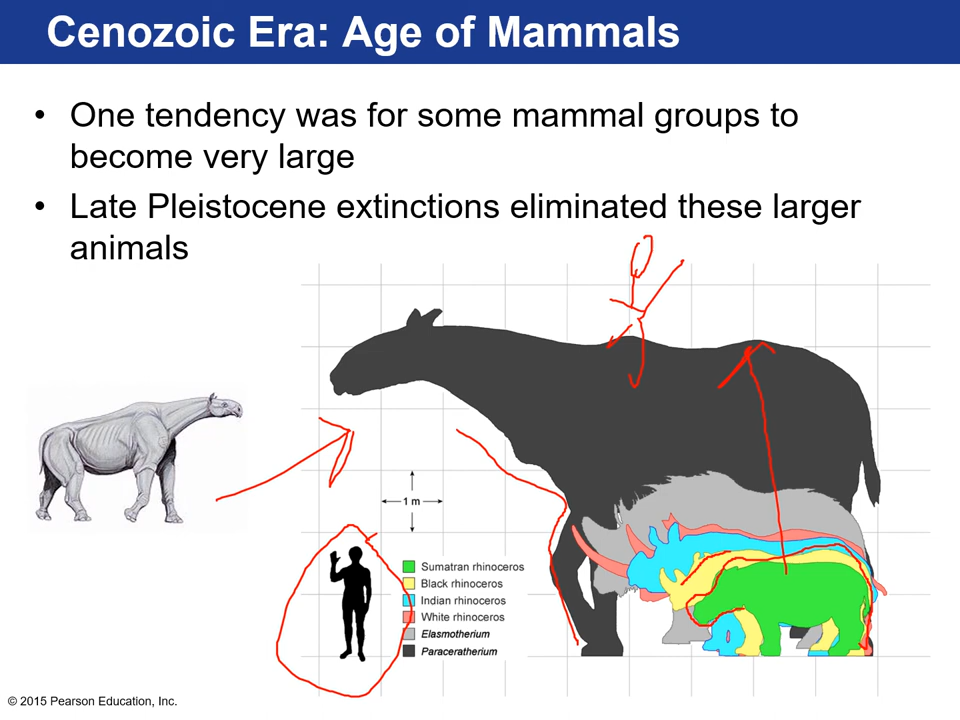 Cenozoic Era: Age of Mammals
• One tendency was for some mammal groups to
become very large
• Late Pleistocene extinctions eliminated these larger
animals
1 m
Sumatran rhinoceros
Black rhinoceros
Indian rhinoceros
White rhinoceros
Elasmotherium
Paraceratherium
© 2015 Pearson Education, Inc.